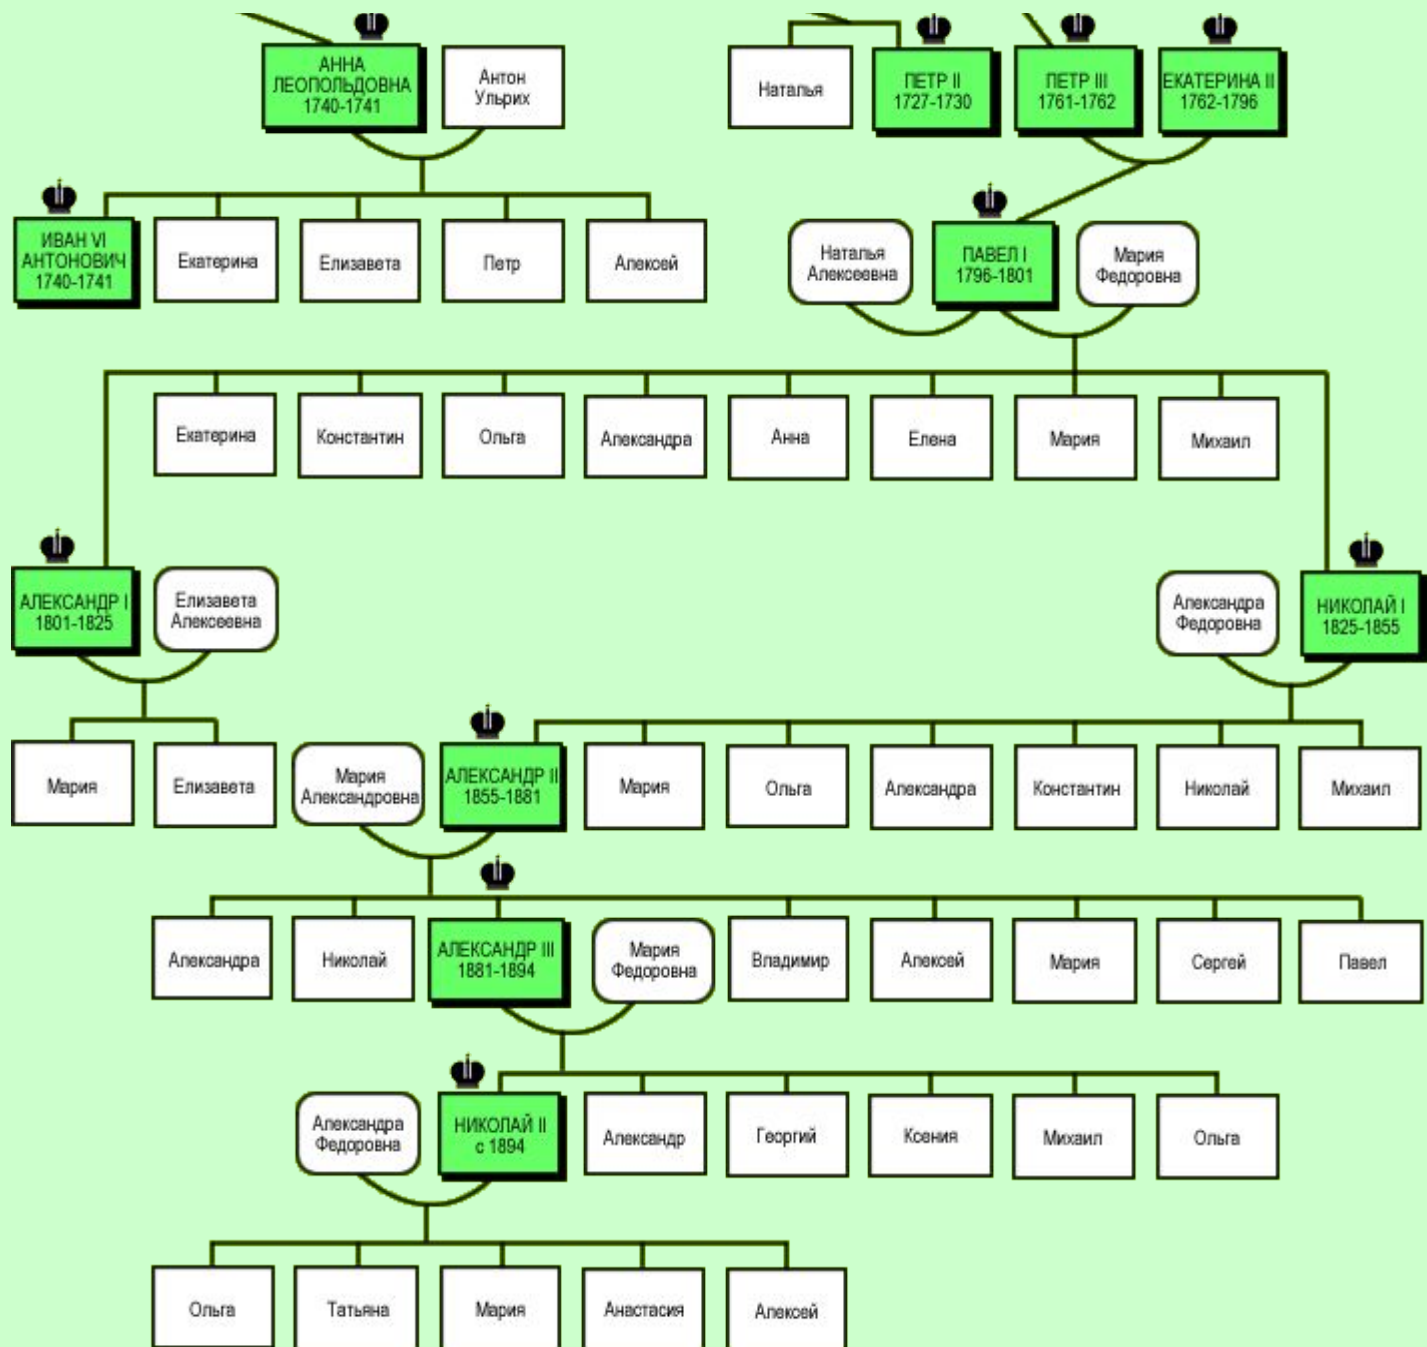 АННА
ЛЕОПОЛЬДОВНА
1740-1741
Антон
Ульрих
Наталья
ПЕТР II
1727-1730
ПЕТР III
1761-1762
ЕКАТЕРИНА II
1762-1796
ИВАН VI
АНТОНОВИЧ
1740-1741
Екатерина
Елизавета
Петр
Алексей
Наталья
Алексеевна
ПАВЕЛ I
1796-1801
Мария
Федоровна
Екатерина
Константин
Ольга
Александра
Анна
Елена
Мария
Михаил
АЛЕКСАНДР I
1801-1825
Елизавета
Алексеевна
Александра
Федоровна
НИКОЛАЙ I
1825-1855
Мария
Елизавета
Мария
Александровна
АЛЕКСАНДР II
1855-1881
Мария
Ольга
Александра
Константин
Николай
Михаил
Александра
Николай
АЛЕКСАНДР III
1881-1894
Мария
Федоровна
Владимир
Алексей
Мария
Сергей
Павел
Александра
Федоровна
НИКОЛАЙ II
с 1894
Александр
Георгий
Ксения
Михаил
Ольга
Ольга
Татьяна
Мария
Анастасия
Алексей